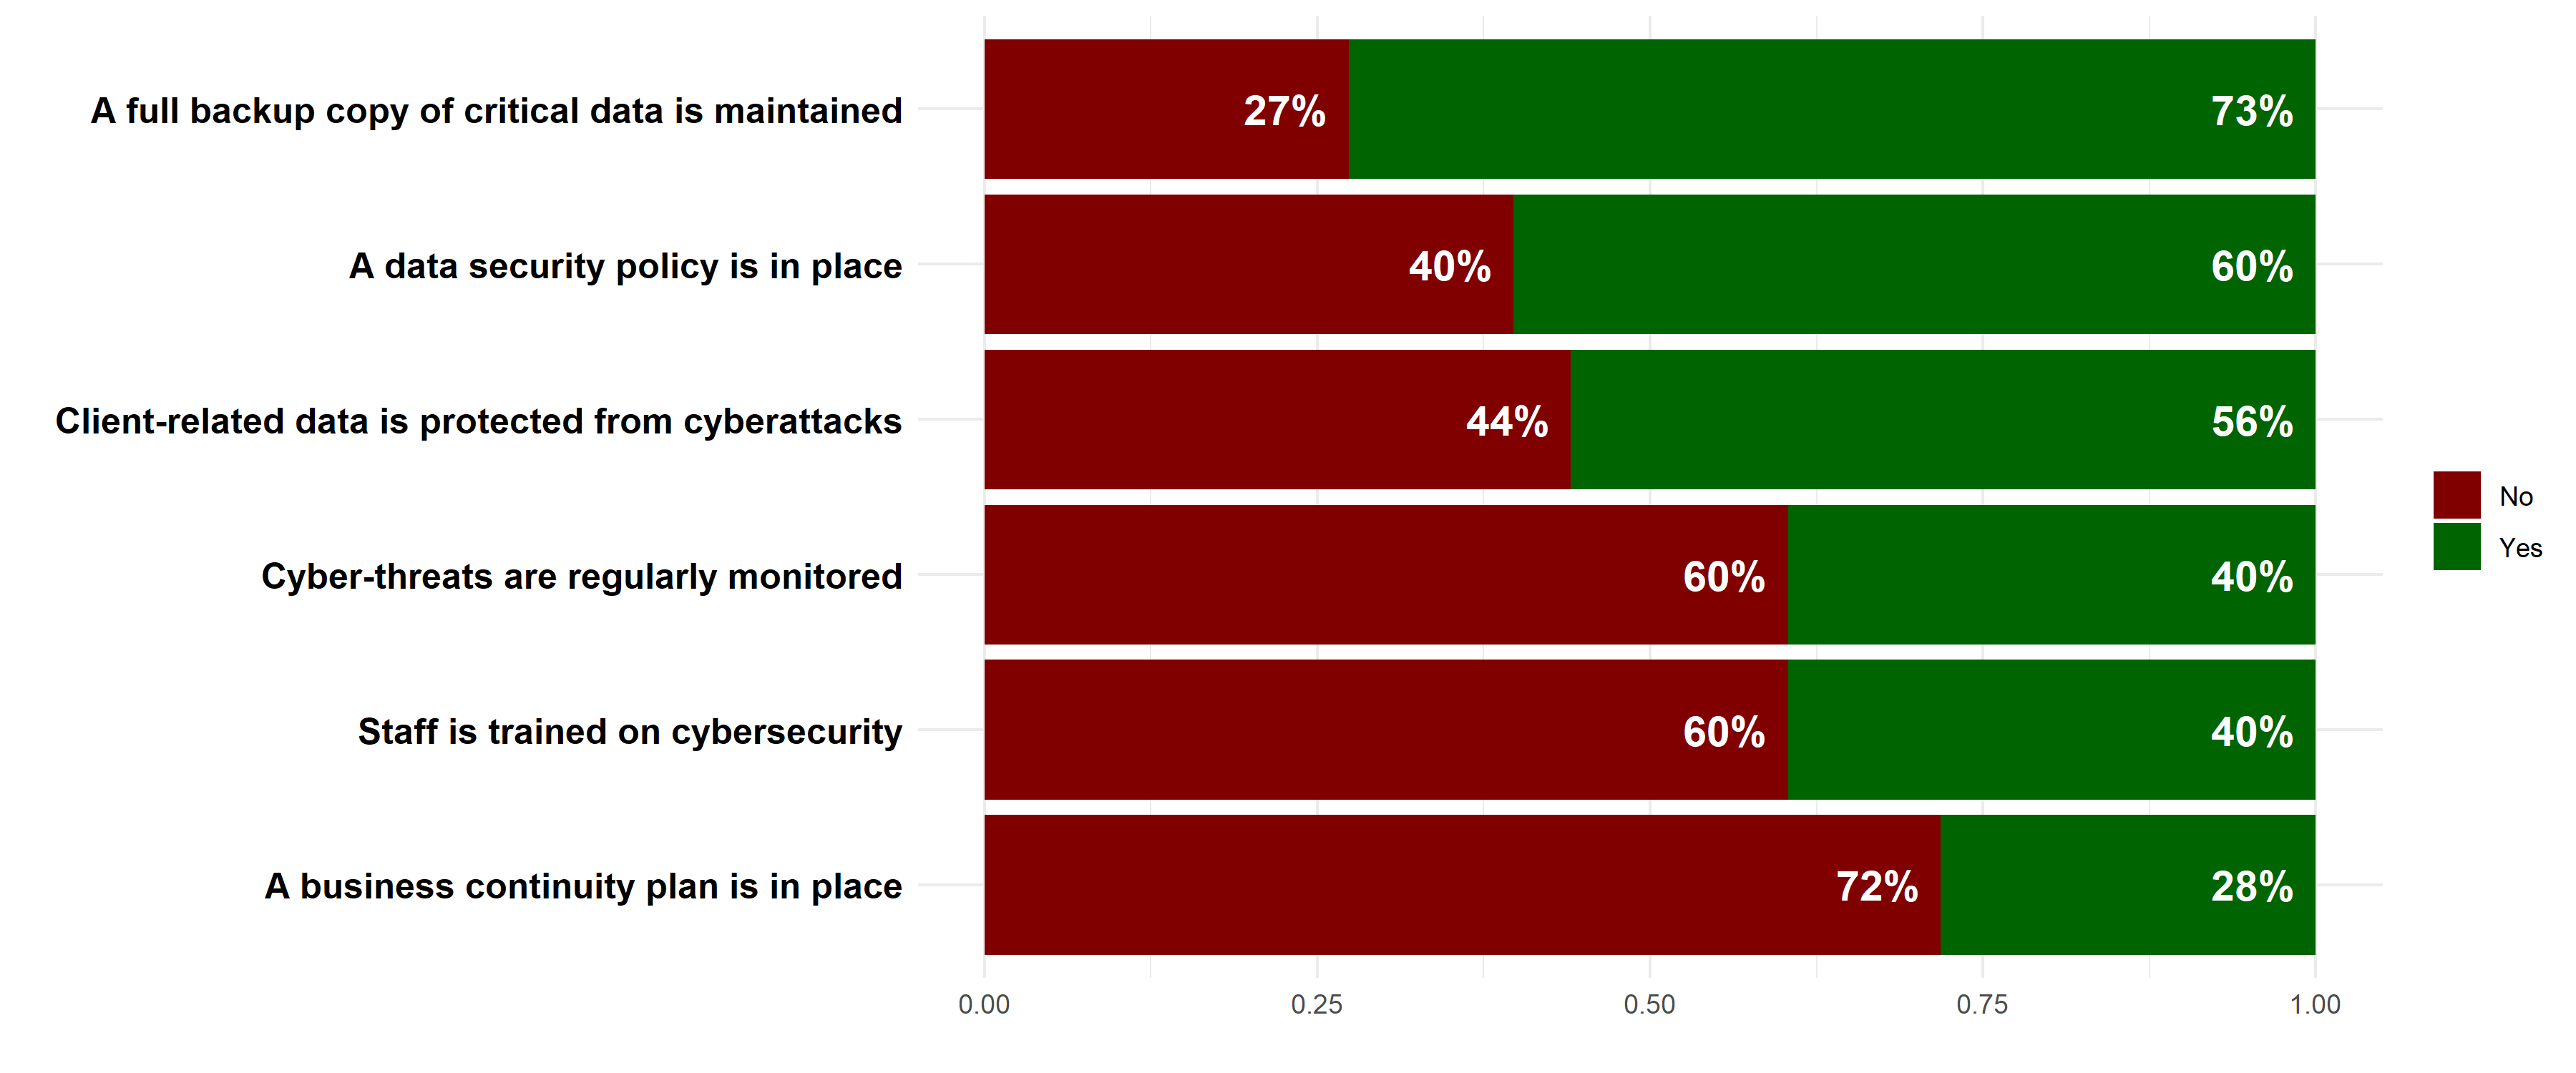 A full backup copy of critical data is maintained 27% 73%
A data security policy is in place 40% 60%
Client-related data is protected from cyberattacks 44% 56%
Cyber-threats are regularly monitored 60% 40%
Staff is trained on cybersecurity 60% 40%
A business continuity plan is in place 72% 28%
0.00 0.25 0.50 0.75 1.00
No
Yes